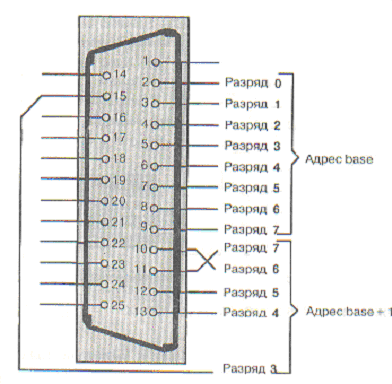 1
14
2 Разряд 0
15
3 Разряд 1
16
4 Разряд 2
17
5 Разряд 3 Адрес base
18
6 Разряд 4
19
7 Разряд 5
20
8 Разряд 6
21
9 Разряд 7
22
10 Разряд 7
23
11 Разряд 6
24
12 Разряд 5
25
13 Разряд 4 Адрес base + 1
Разряд 3